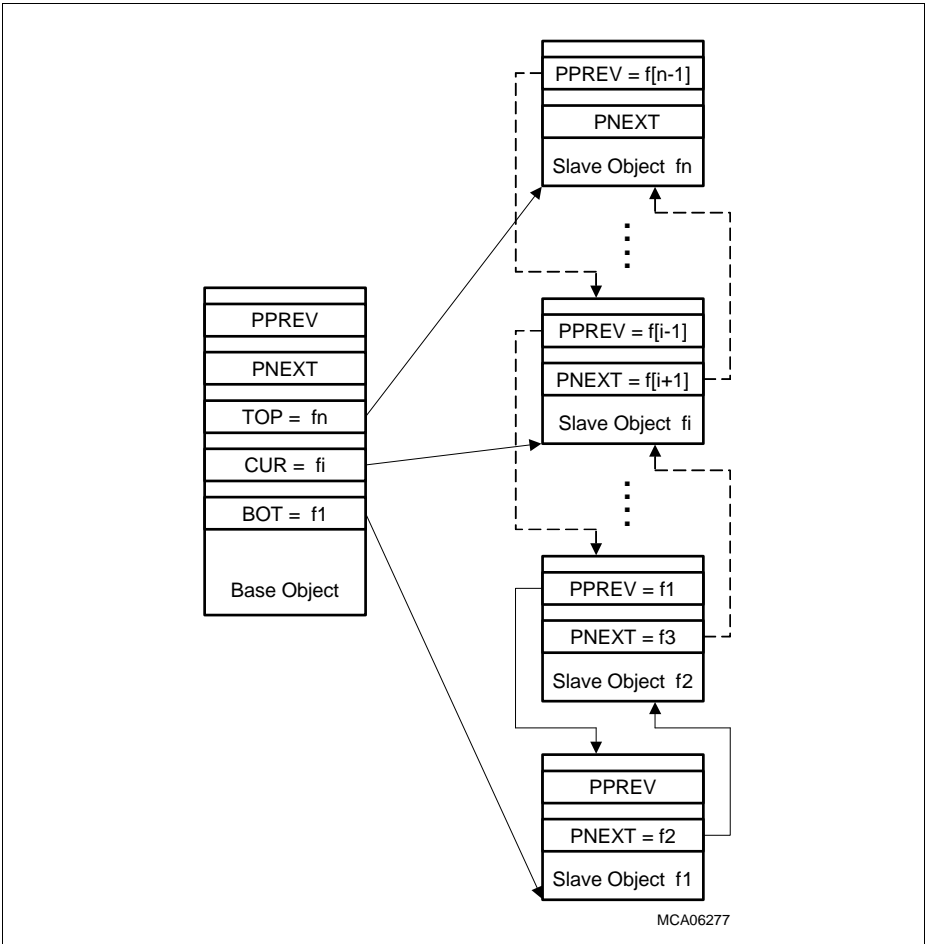 PPREV = f[n-1]
PNEXT
Slave Object fn
PPREV
PNEXT
TOP = fn
CUR = fi
BOT = f1
Base Object
PPREV = f[i-1]
PNEXT = f[i+1]
Slave Object fi
PPREV = f1
PNEXT = f3
Slave Object f2
PPREV
PNEXT = f2
Slave Object f1
MCA06277